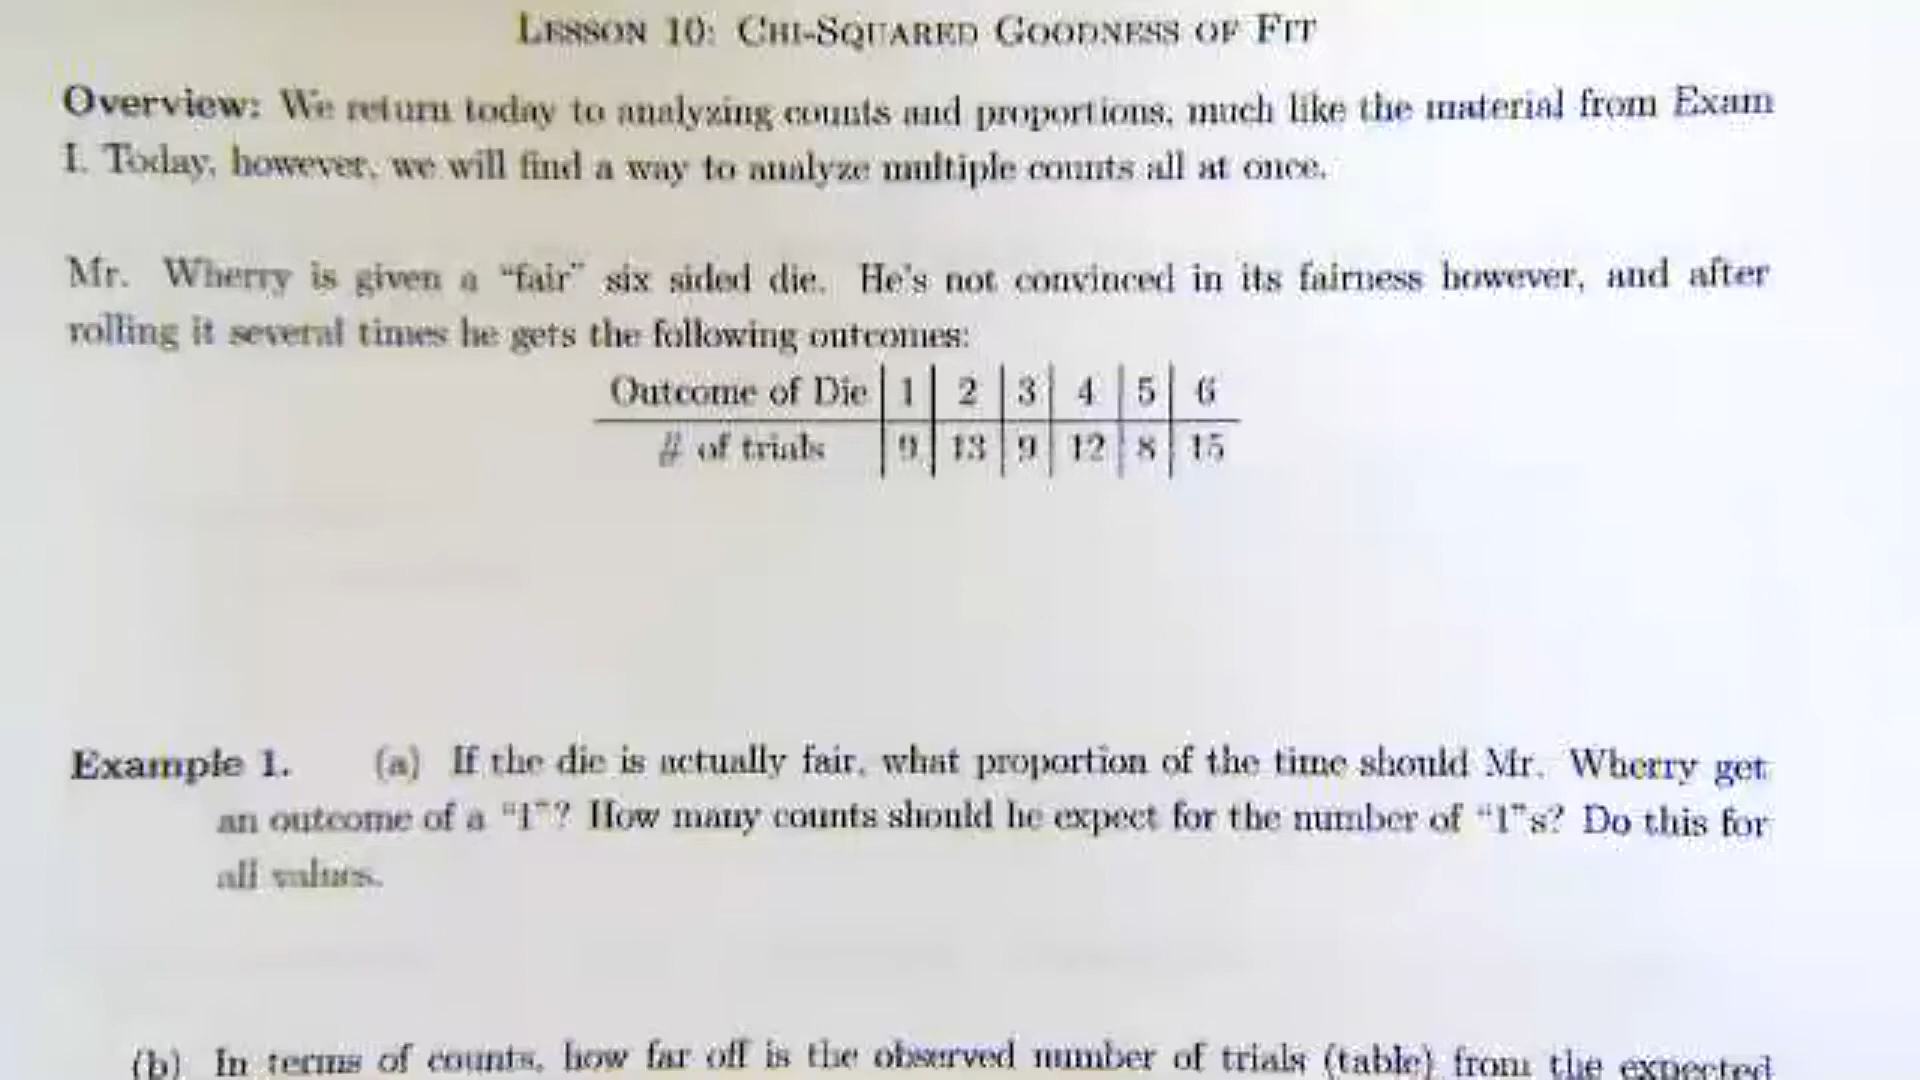 LESSON 10: CHI-SQUARED GOODNESS OF FIT
Overview: We return today to analyzing counts and proportions, much like the material from Exam
I. Today, however, we will find a way to analyze multiple counts all at once.
Mr. Wherry is given a “fair” six sided die. He's not convinced in its fairness however, and after
rolling it several times he gets the following outcomes:
Outcome of Die 1 2 3 4 5 6
# of trials 9 13 9 12 8 15
Example 1. (a) If the die is actually fair, what proportion of the time should Mr. Wherry get
an outcome of a “1”? How many counts should he expect for the number of “1”s? Do this for
all values.
(b) In terms of counts, how far off is the observed number of trials (table) from the expected